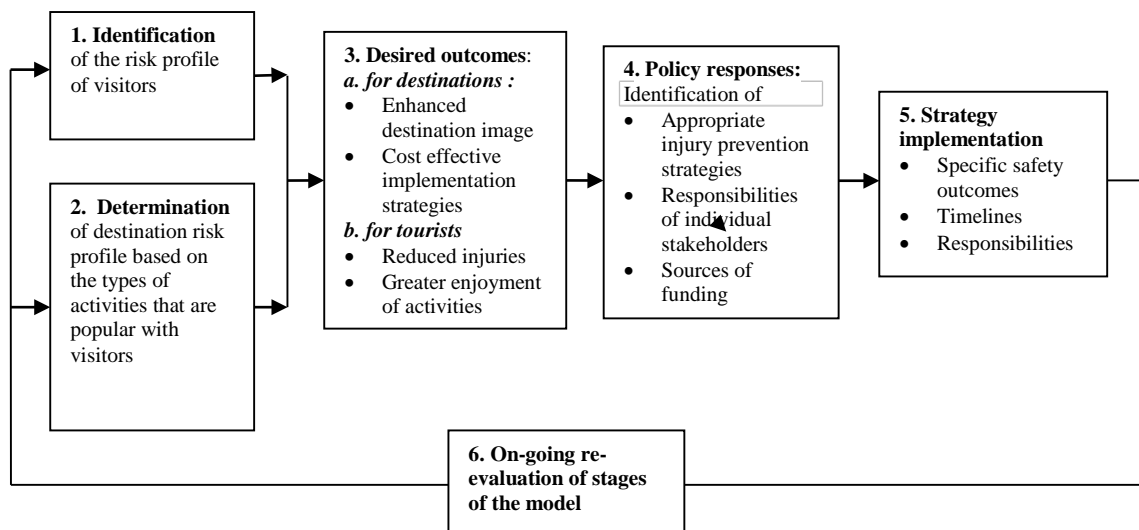 1. Identification
of the risk profile
of visitors
2. Determination
of destination risk
profile based on
the types of
activities that are
popular with
visitors
3. Desired outcomes:
a. for destinations :
• Enhanced
destination image
• Cost effective
implementation
strategies
b. for tourists
• Reduced injuries
• Greater enjoyment
of activities
4. Policy responses:
Identification of
• Appropriate
injury prevention
strategies
• Responsibilities
of individual
stakeholders
• Sources of
funding
5. Strategy
implementation
• Specific safety
outcomes
• Timelines
• Responsibilities
6. On-going re-
evaluation of stages
of the model